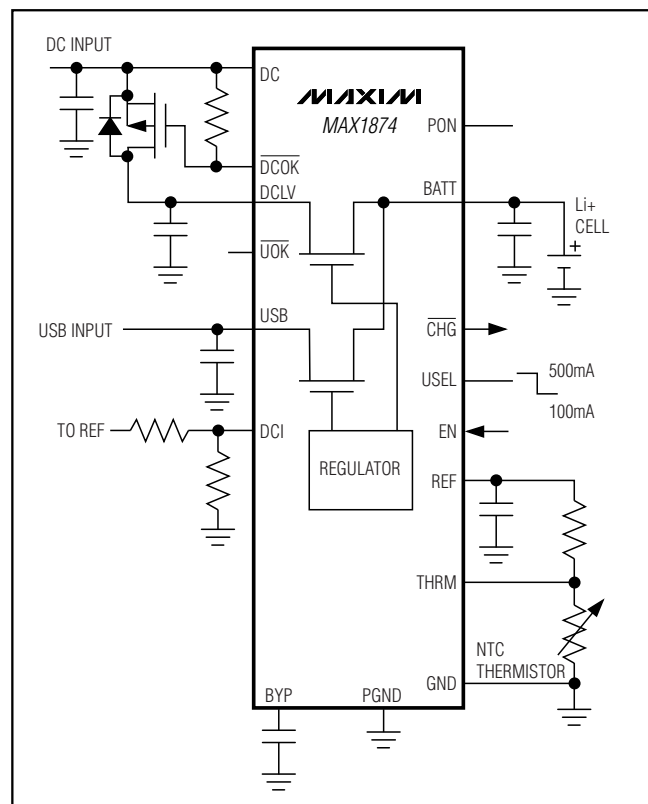 DC INPUT
DC
MAXIM
MAX1874
PON
DCOK
DCLV
BATT
Li+
CELL
+
UOK
USB
USB INPUT
CHG
USEL
500mA
100mA
TO REF
DCI
EN
REGULATOR
REF
THRM
NTC
THERMISTOR
GND
BYP
PGND